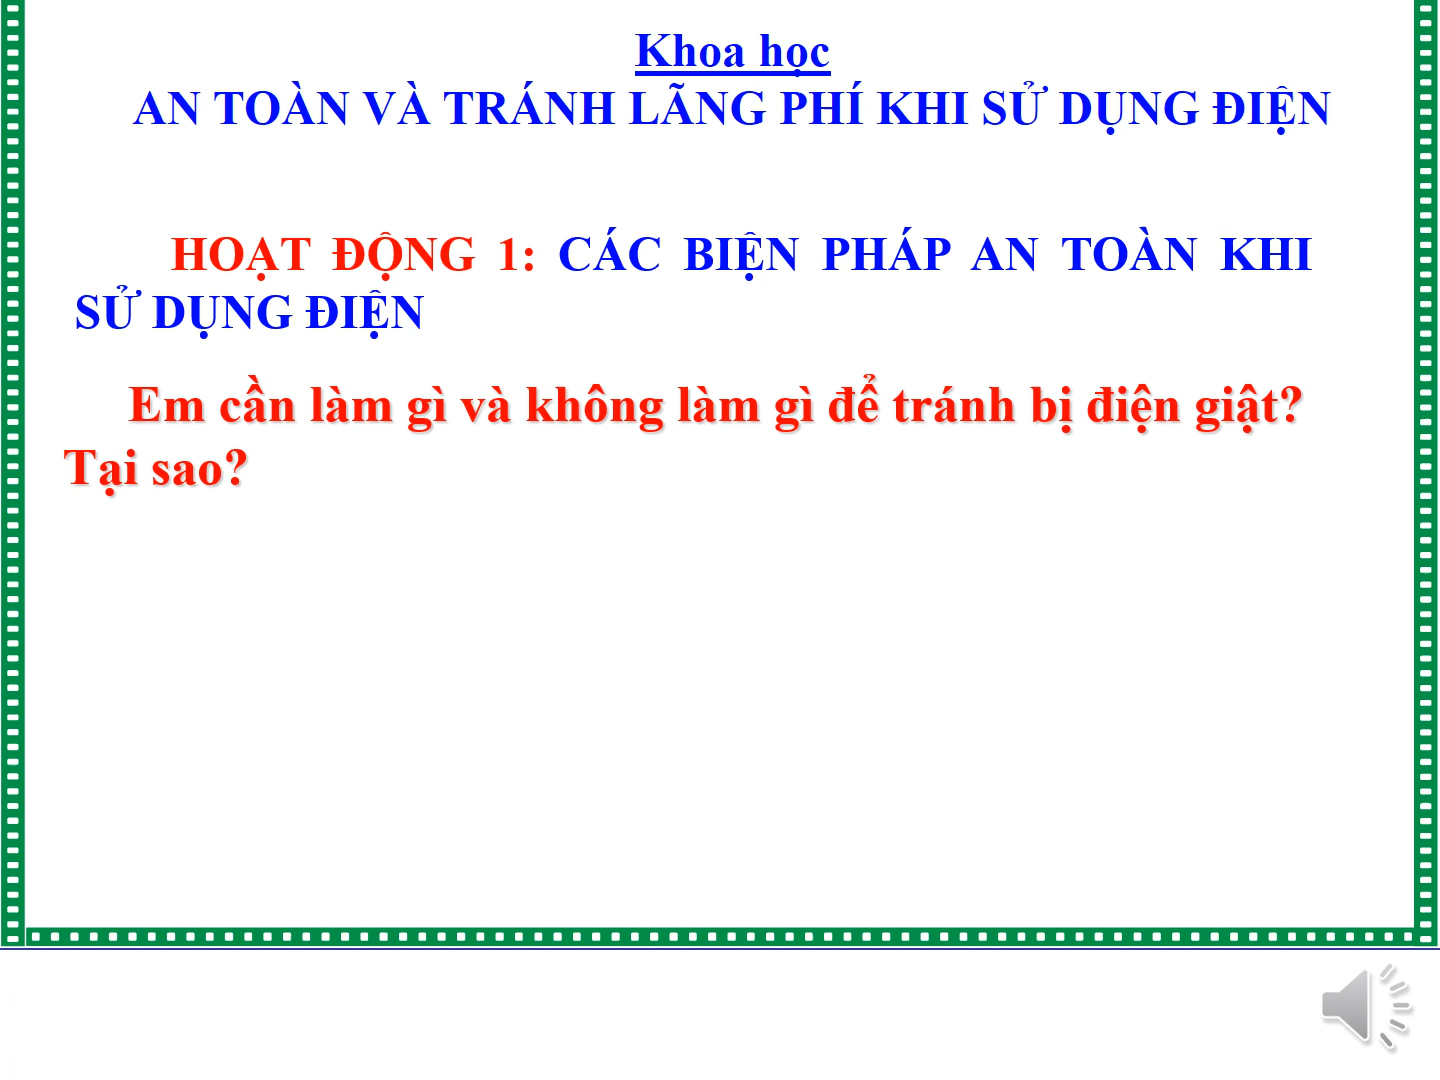 Khoa học
AN TOÀN VÀ TRÁNH LÃNG PHÍ KHI SỬ DỤNG ĐIỆN
HOẠT ĐỘNG 1: CÁC BIỆN PHÁP AN TOÀN KHI
SỬ DỤNG ĐIỆN
Em cần làm gì và không làm gì để tránh bị điện giật?
Tại sao?